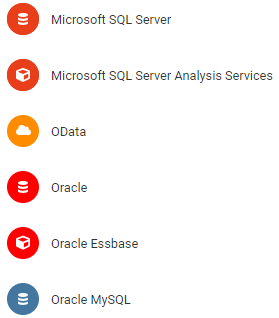 Microsoft SQL Server
Microsoft SQL Server Analysis Services
OData
Oracle
Oracle Essbase
Oracle MySQL